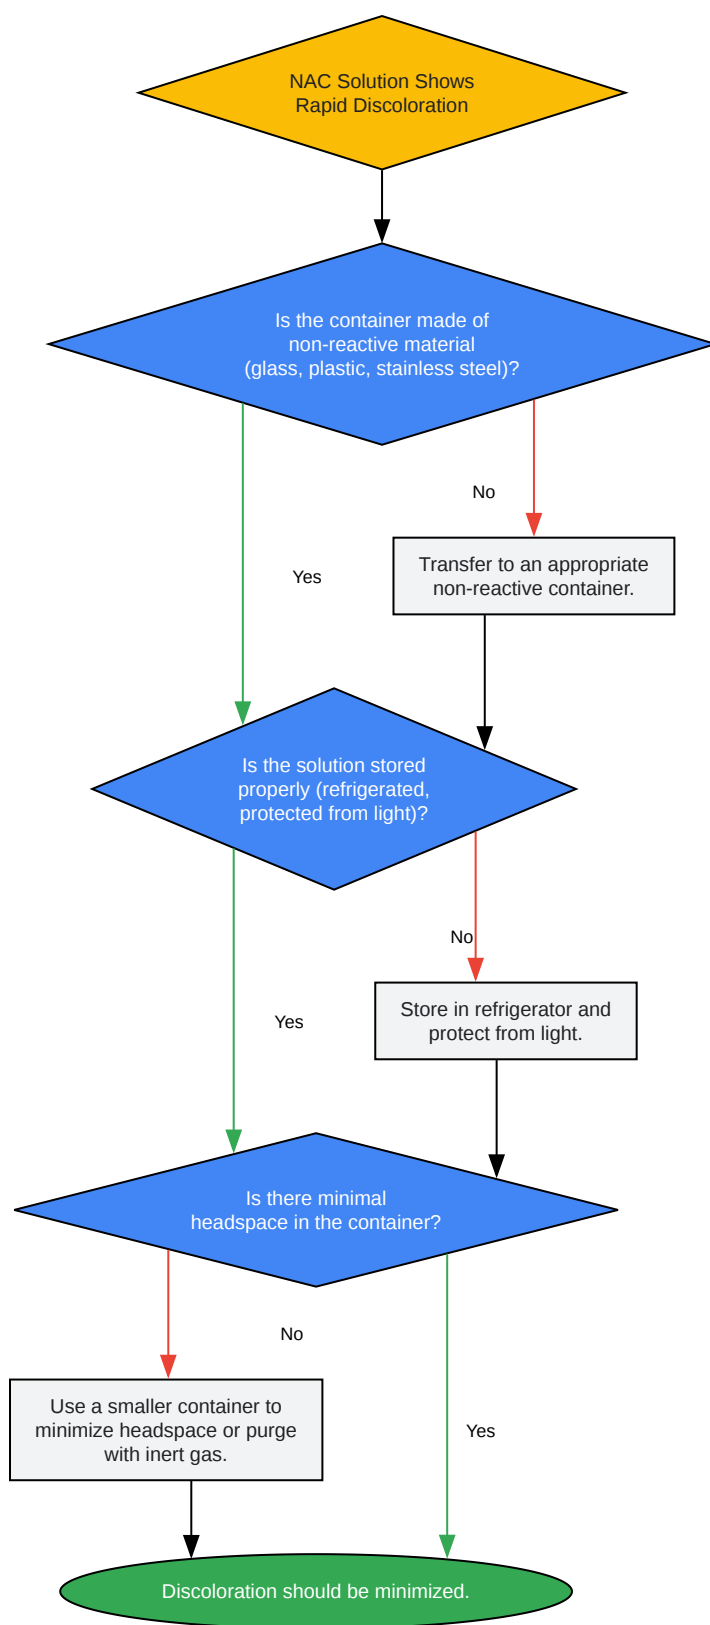 NAC Solution Shows
Rapid Discoloration
Is the container made of
non-reactive material
(glass, plastic, stainless steel)?
No
Transfer to an appropriate
non-reactive container.
Yes
Is the solution stored
properly (refrigerated,
protected from light)?
No
Store in refrigerator and
protect from light.
Yes
Is there minimal
headspace in the container?
No
Use a smaller container to
minimize headspace or purge
with inert gas.
Yes
Discoloration should be minimized.